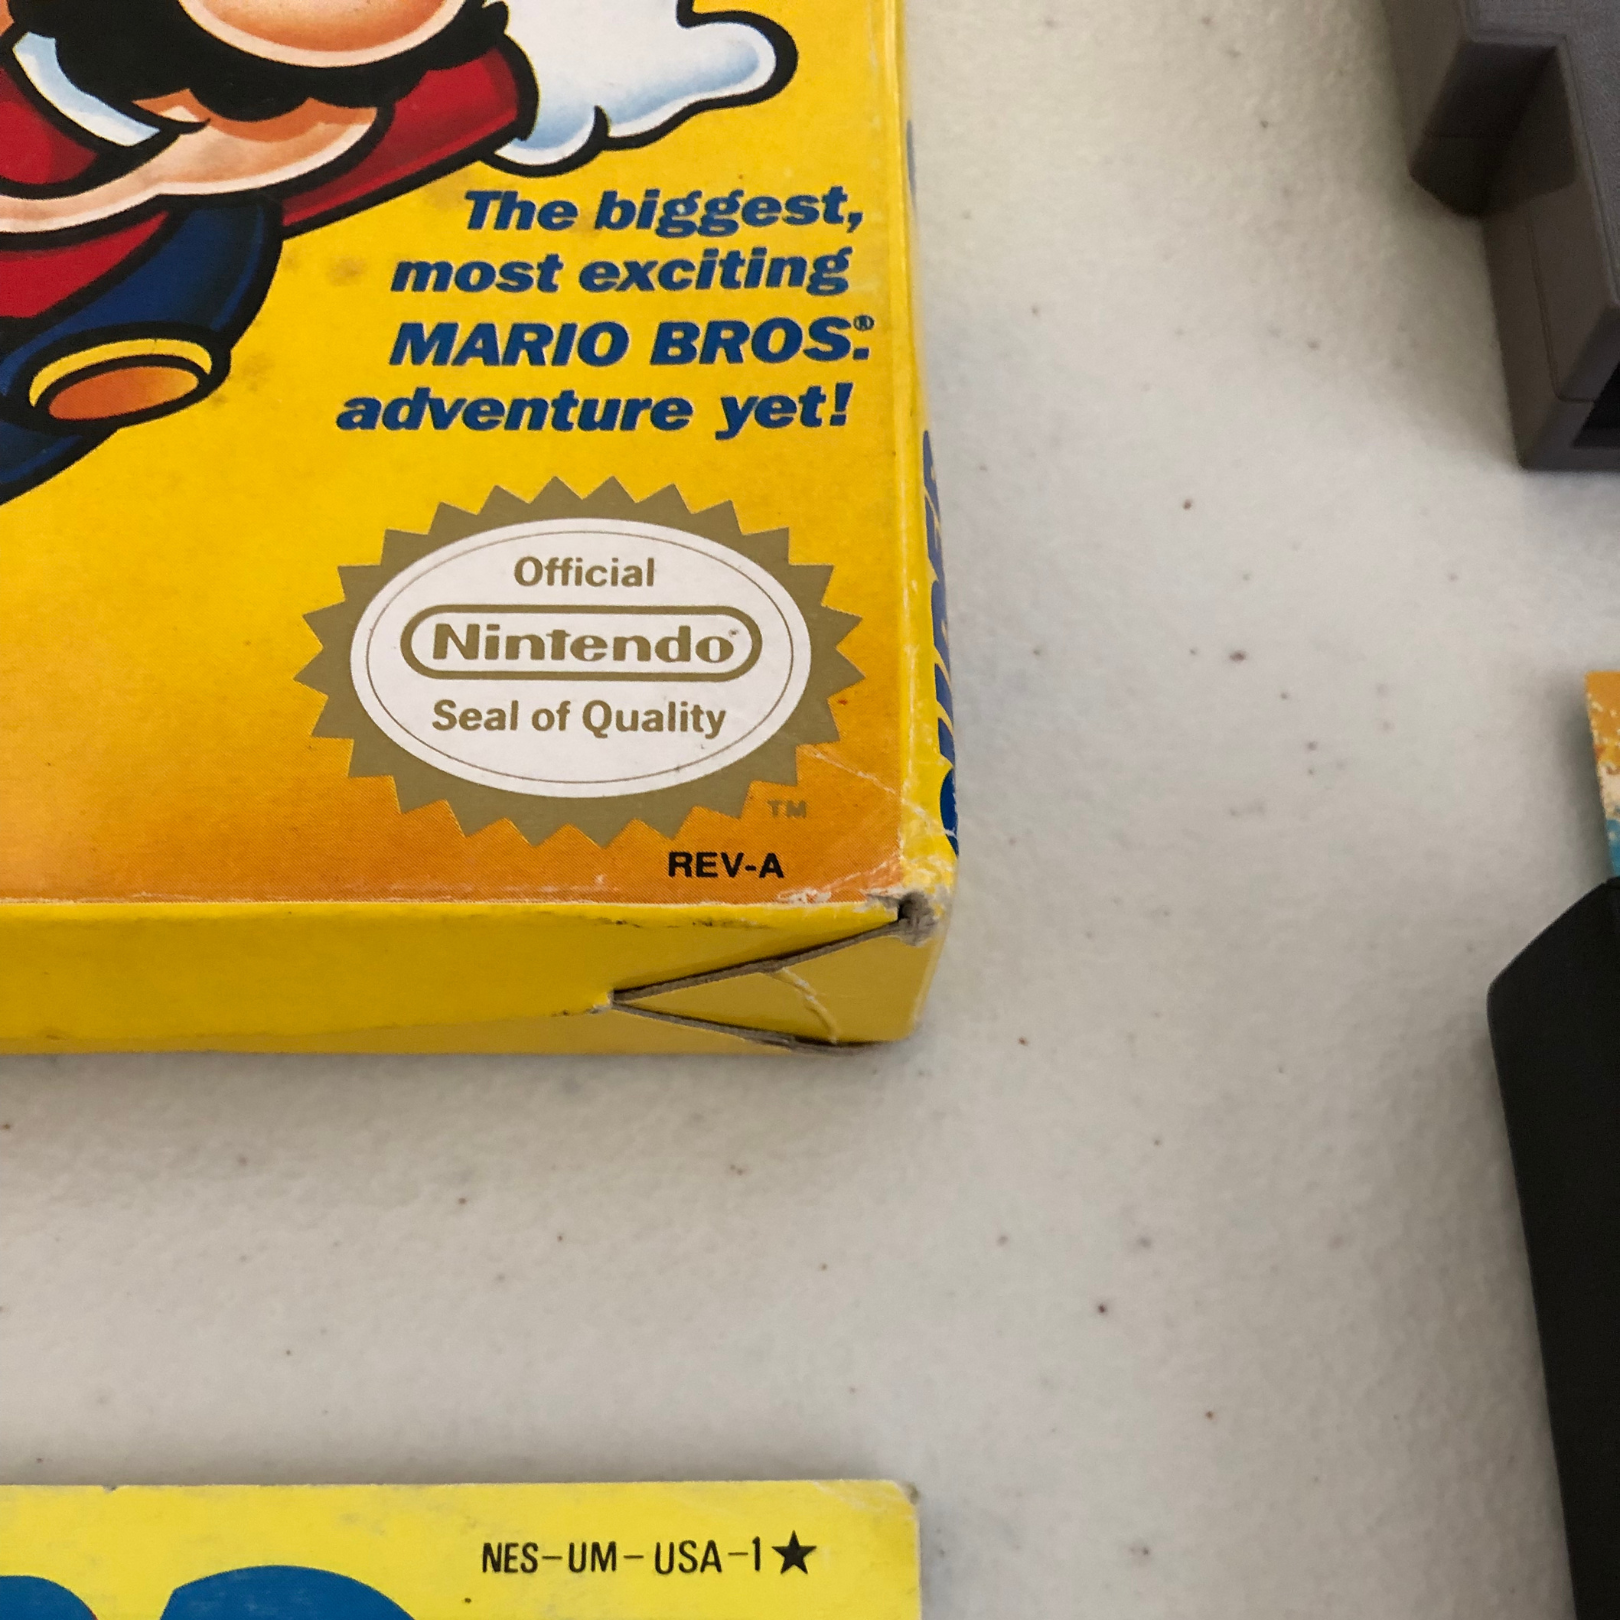 The biggest,
most exciting
MARIO BROS.®
adventure yet!
Official
Nintendo®
Seal of Quality
TM
REV-A
NES-UM-USA-1★